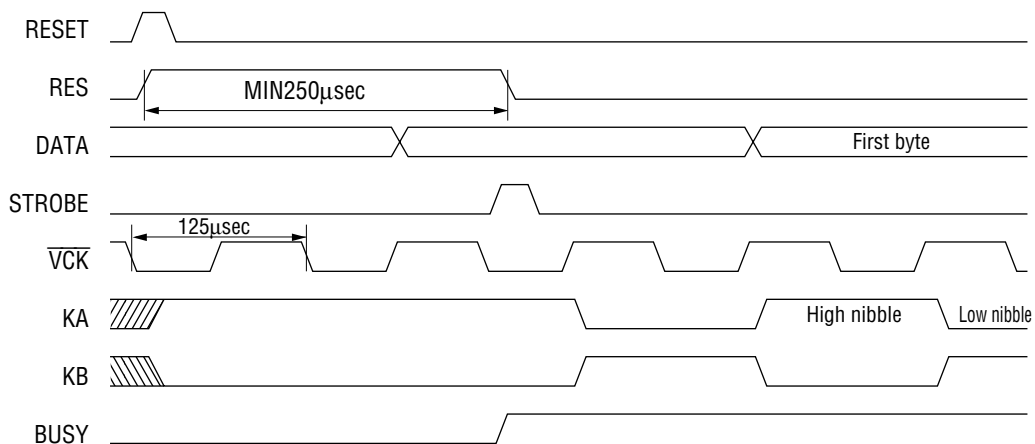 RESET
RES
MIN250μsec
DATA
First byte
STROBE
125μsec
VCK
KA
High nibble
Low nibble
KB
BUSY